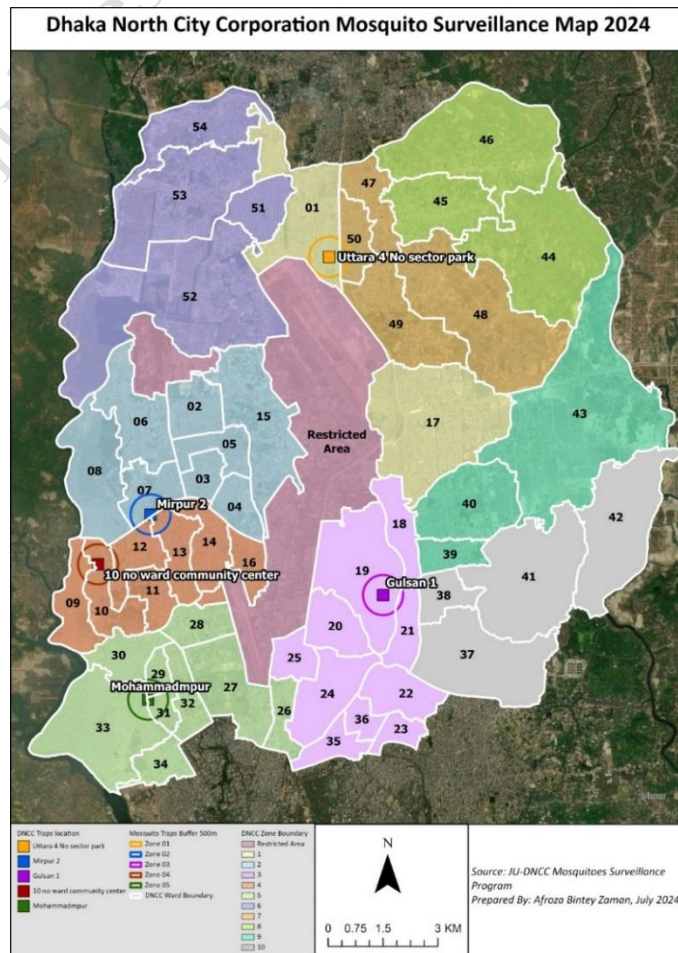 Dhaka North City Corporation Mosquito Surveillance Map 2024
54
46
47
53
51
01
45
50
Uttara 4 No sector park
44
52
49
48
02
15
06
17
43
05
Restricted
Area
08
03
07
Mirpur 2
04
40
18
42
12
14
13
39
16
19
10 no ward community center
41
Gulsan 1
09
11
38
10
20
21
28
30
25
37
29
27
Mohammadmpur
24
22
31
32
26
33
36
23
35
34
DNCC Traps location
Uttara 4 No sector park
Mirpur 2
Gulsan 1
10 no ward community center
Mohammadmpur
Mosquito Traps Buffer 500m
Zone 01
Zone 02
Zone 03
Zone 04
Zone 05
DNCC Ward Boundary
DNCC Zone Boundary
Restricted Area
1
2
3
4
5
6
7
8
9
10
N
0 0.75 1.5 3 KM
Source: JU-DNCC Mosquitoes Surveillance
Program
Prepared By: Afroza Bintey Zaman, July 2024